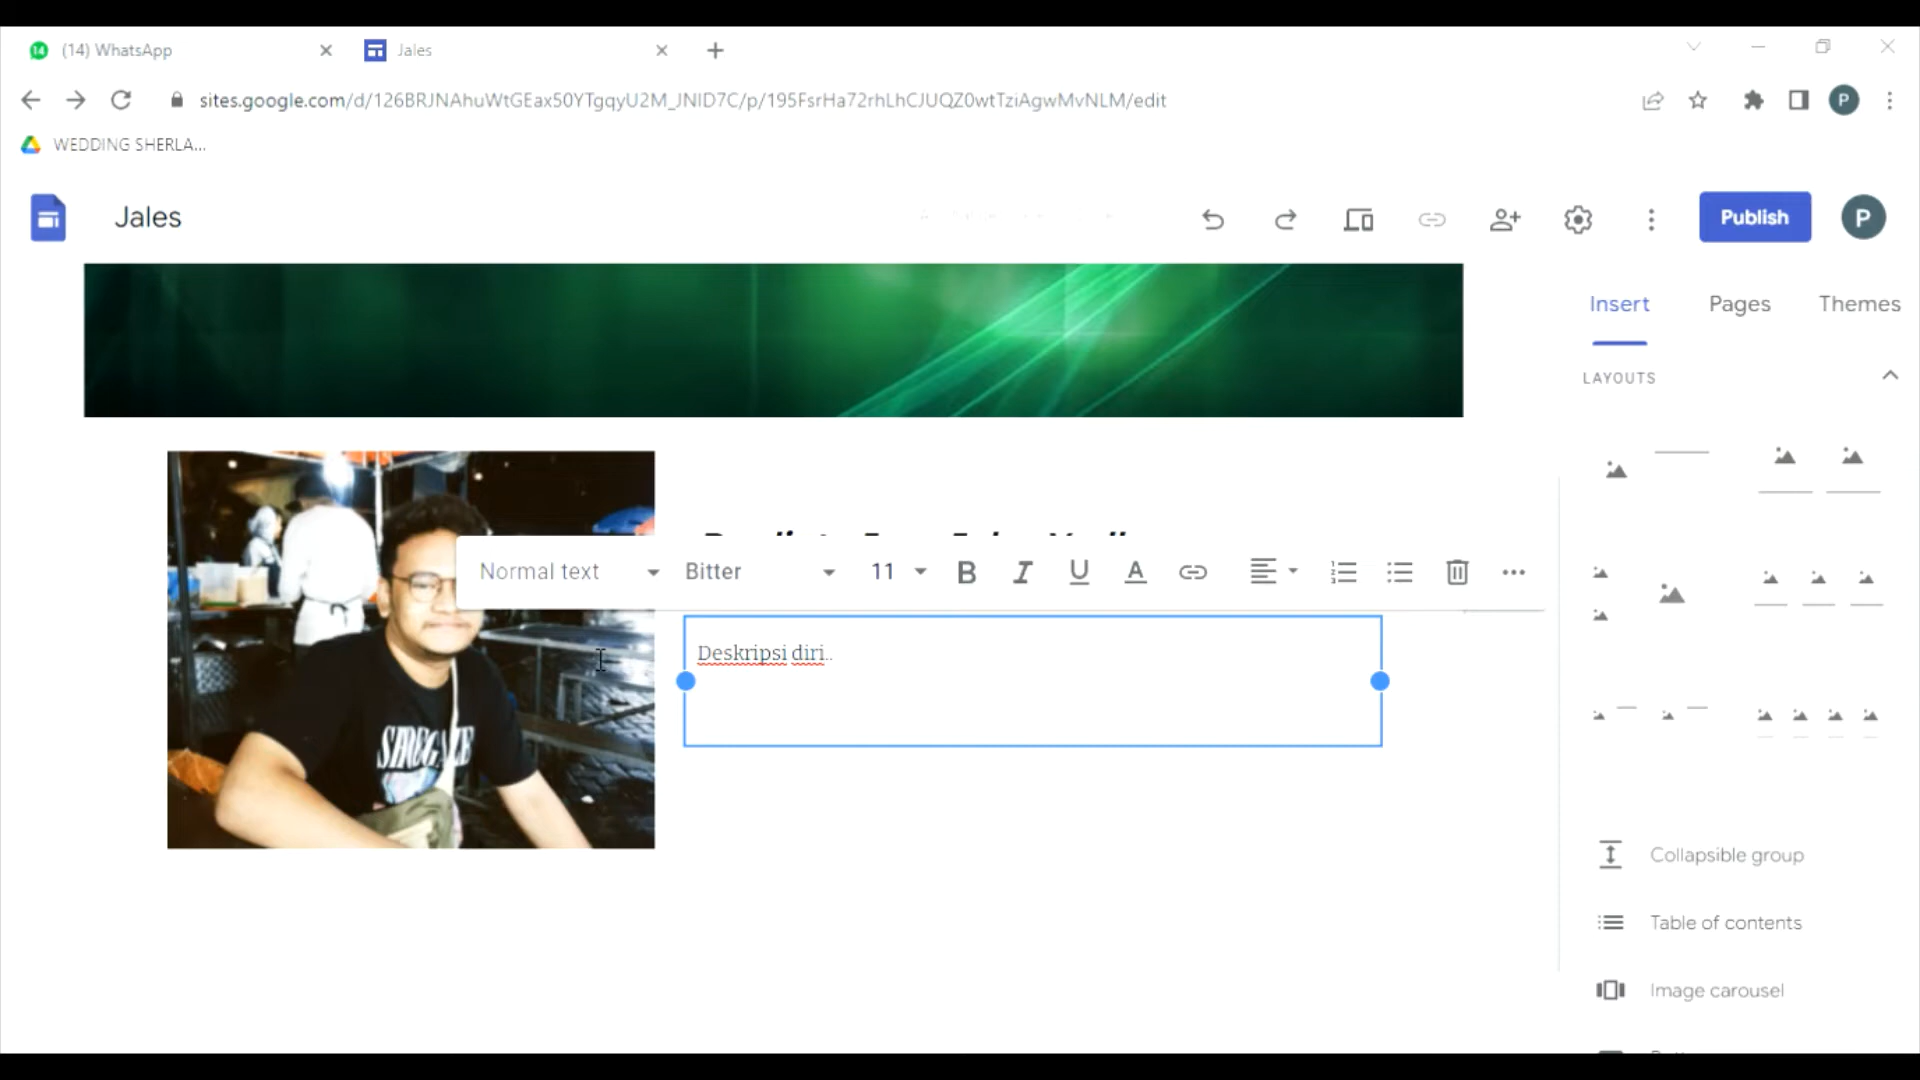 (14) WhatsApp
Jales
sites.google.com/d/126BRJNAhuWtGEax50YTgqyU2M_JNID7C/p/195FsrHa72rhLhCJUQZ0wtTziAgwMvNLM/edit
P
WEDDING SHERLA...
Jales
Publish
P
Insert
Pages
Themes
LAYOUTS
Normal text
Bitter
11
B
I
U
A
Deskripsi diri..
Collapsible group
Table of contents
Image carousel